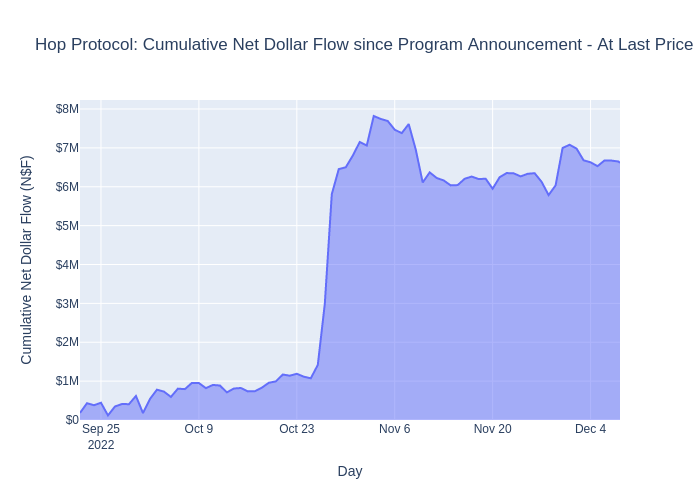 Hop Protocol: Cumulative Net Dollar Flow since Program Announcement - At Last Price
Cumulative Net Dollar Flow (N$F)
$8M
$7M
$6M
$5M
$4M
$3M
$2M
$1M
$0
Sep 25 Oct 9 Oct 23 Nov 6 Nov 20 Dec 4
2022
Day